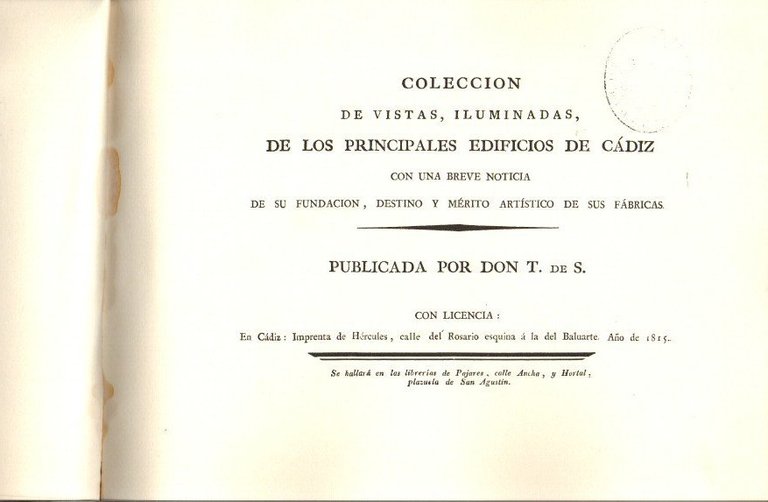 COLECCION
DE VISTAS, ILUMINADAS,
DE LOS PRINCIPALES EDIFICIOS DE CÁDIZ
CON UNA BREVE NOTICIA
DE SU FUNDACION, DESTINO Y MÉRITO ARTÍSTICO DE SUS FÁBRICAS.
PUBLICADA POR DON T. DE S.
CON LICENCIA:
En Cádiz: Imprenta de Hércules, calle del Rosario esquina á la del Baluarte. Año de 1815.
Se hallará en las librerías de Pajares, calle Ancha, y Hortal,
plazuela de San Agustin.